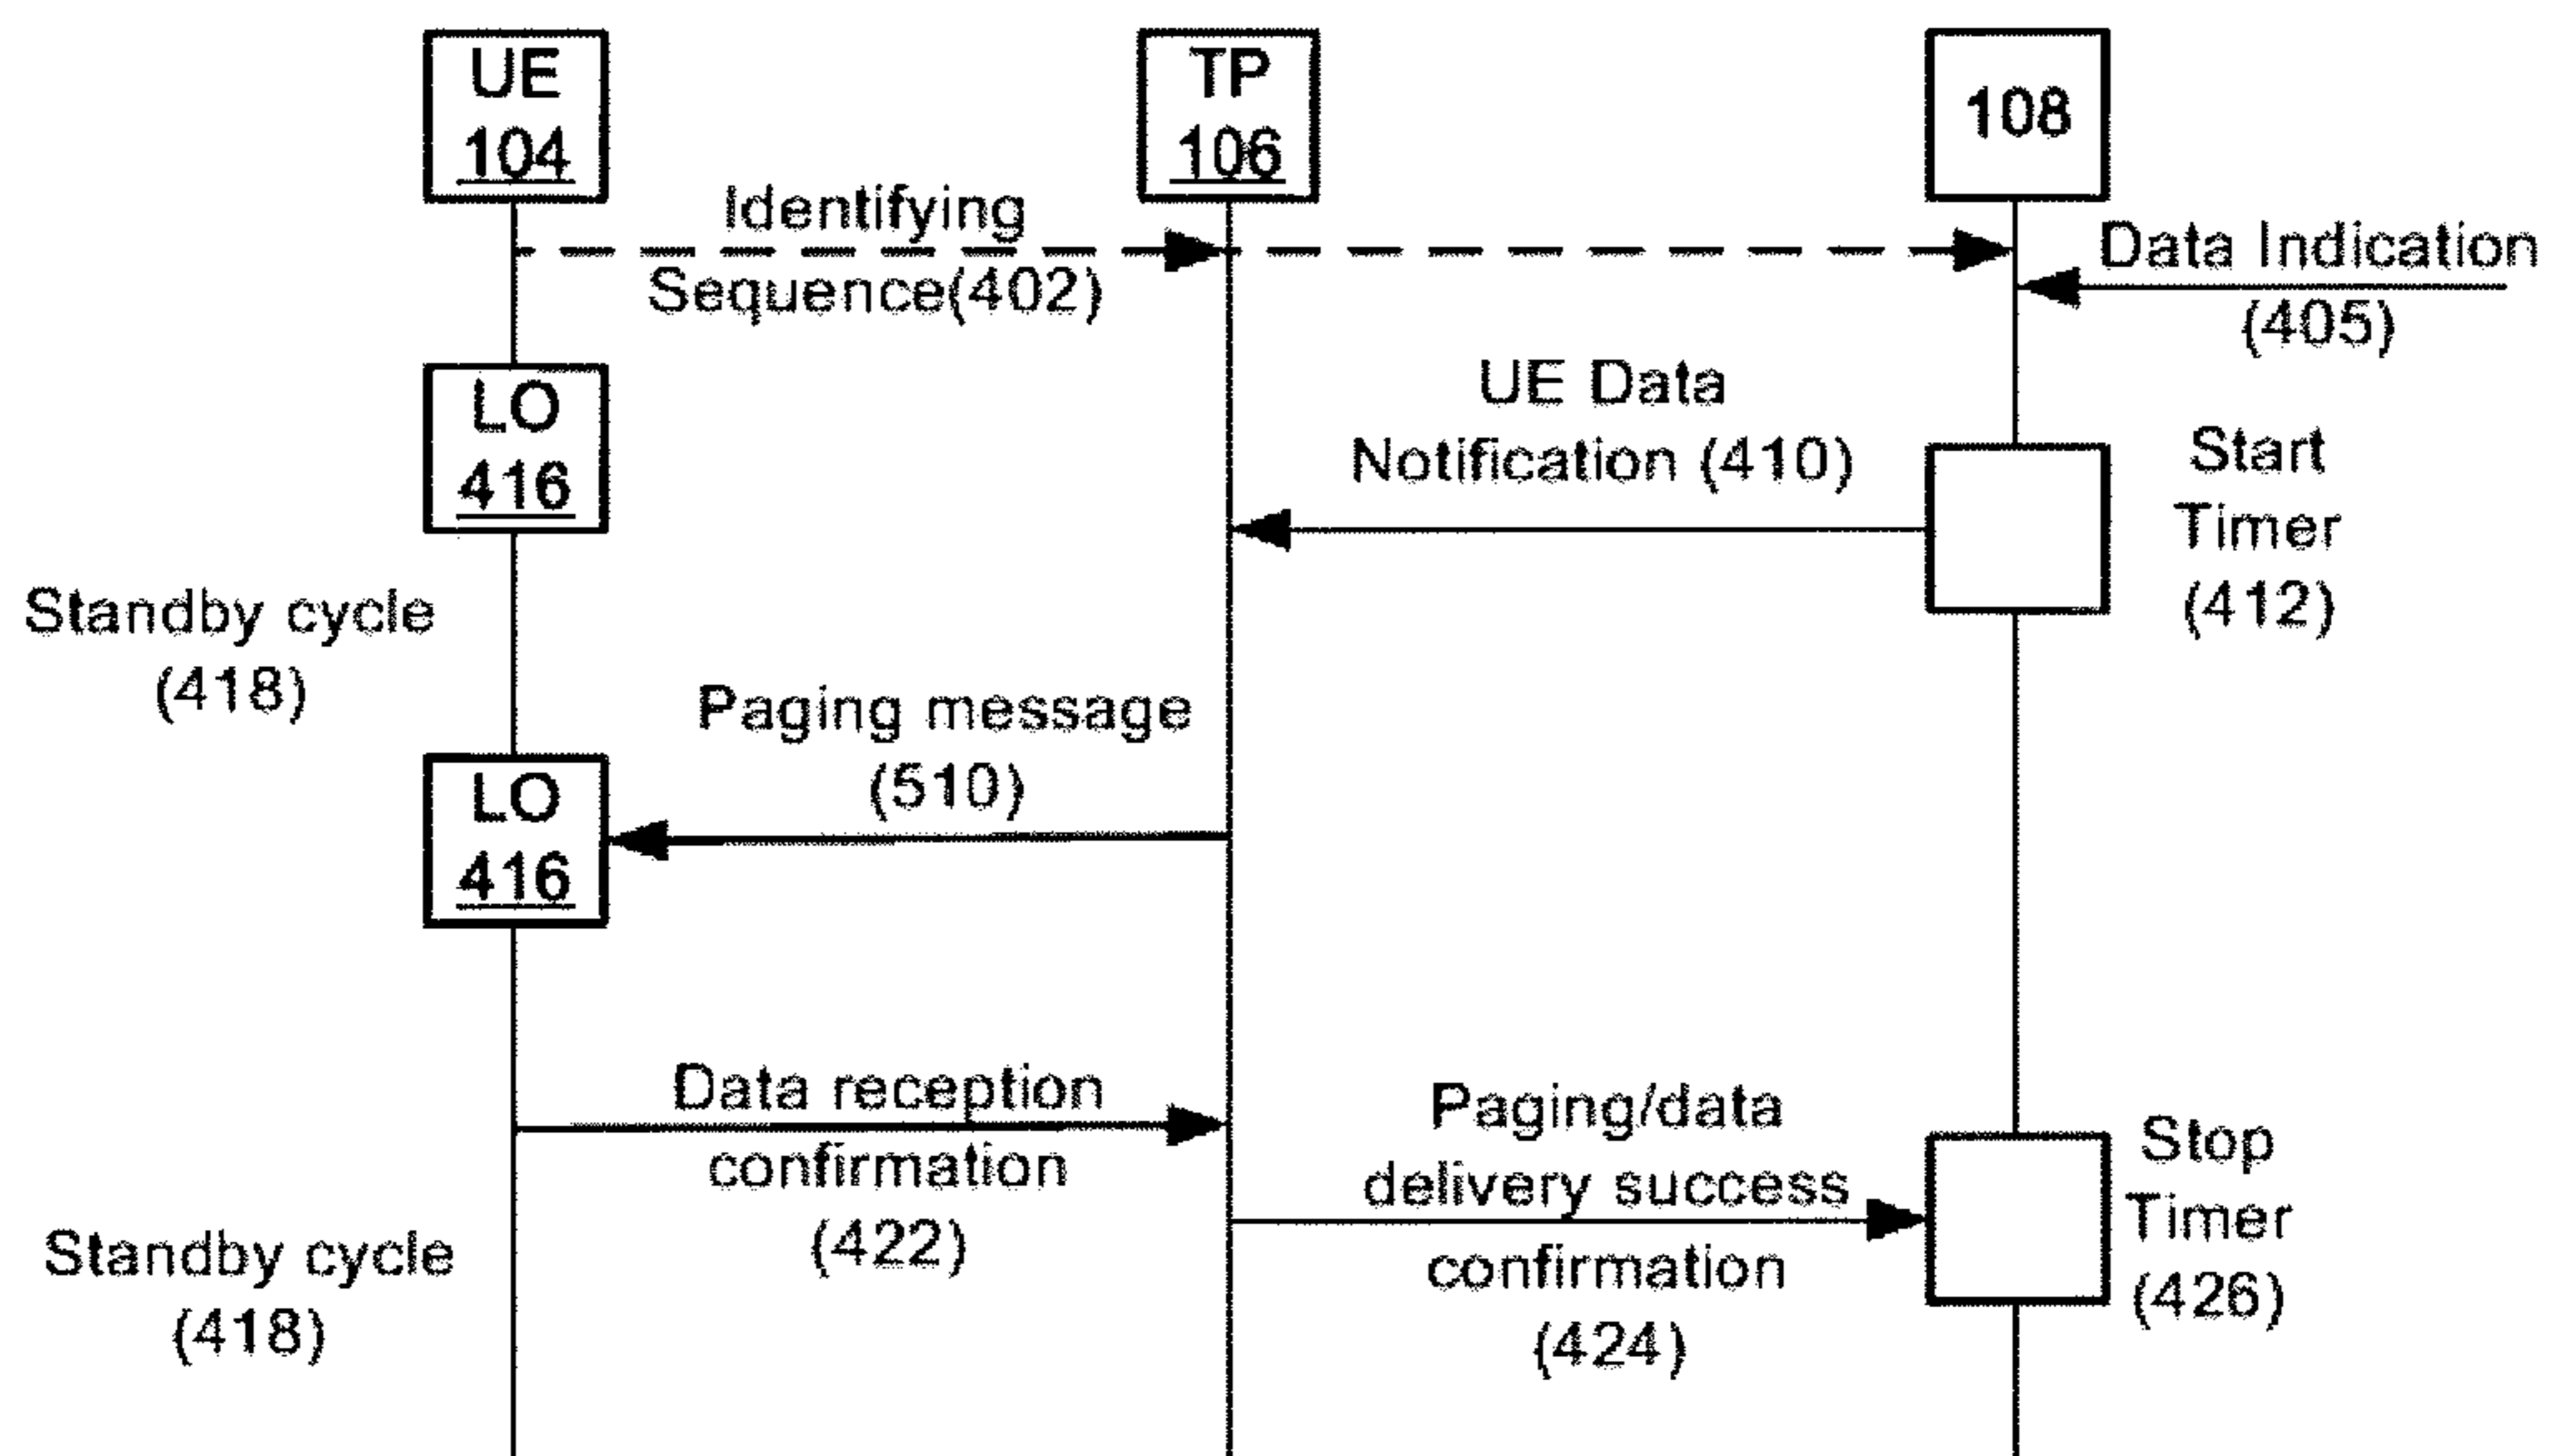 UE
104
TP
106
108
Identifying
Sequence(402)
Data Indication
(405)
LO
416
UE Data
Notification (410)
Start
Timer
(412)
Standby cycle
(418)
Paging message
(510)
LO
416
Data reception
confirmation
(422)
Paging/data
delivery success
confirmation
(424)
Stop
Timer
(426)
Standby cycle
(418)